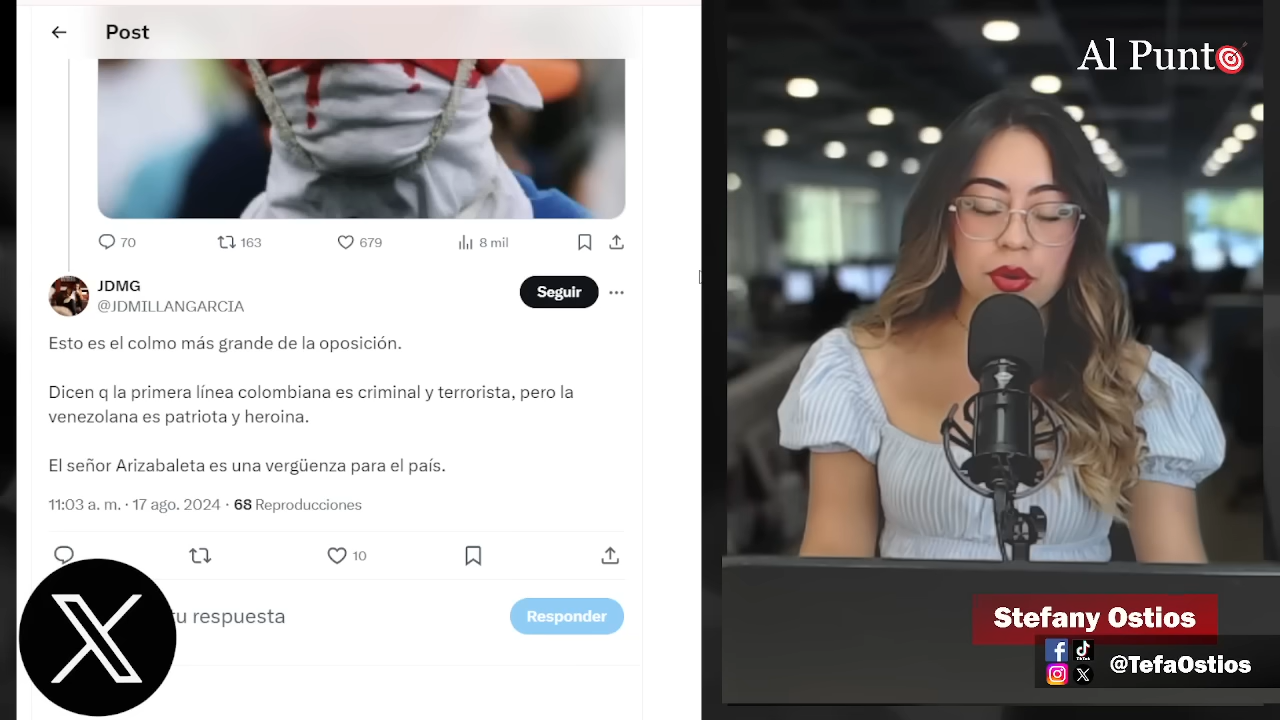 Post
70
163
679
8 mil
JDMG
@JDMILLANGARCIA
Seguir
Esto es el colmo más grande de la oposición.
Dicen q la primera línea colombiana es criminal y terrorista, pero la
venezolana es patriota y heroina.
El señor Arizabaleta es una vergüenza para el país.
11:03 a. m. · 17 ago. 2024 · 68 Reproducciones
10
tu respuesta
Responder
Al Punto
Stefany Ostios
@TefaOstios